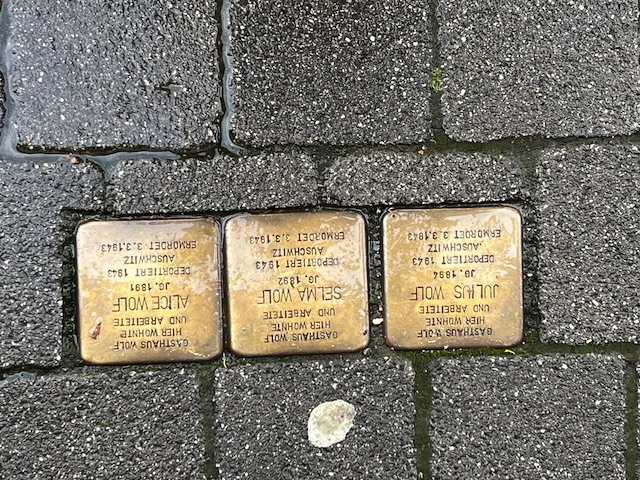 GASTHAUS WOLF
HIER WOHNTE
UND ARBEITETE
JULIUS WOLF
JG. 1894
DEPORTIERT 1943
AUSCHWITZ
ERMORDET 3.3.1943
GASTHAUS WOLF
HIER WOHNTE
UND ARBEITETE
SELMA WOLF
JG. 1892
DEPORTIERT 1943
AUSCHWITZ
ERMORDET 3.3.1943
GASTHAUS WOLF
HIER WOHNTE
UND ARBEITETE
ALICE WOLF
JG. 1891
DEPORTIERT 1943
AUSCHWITZ
ERMORDET 3.3.1943